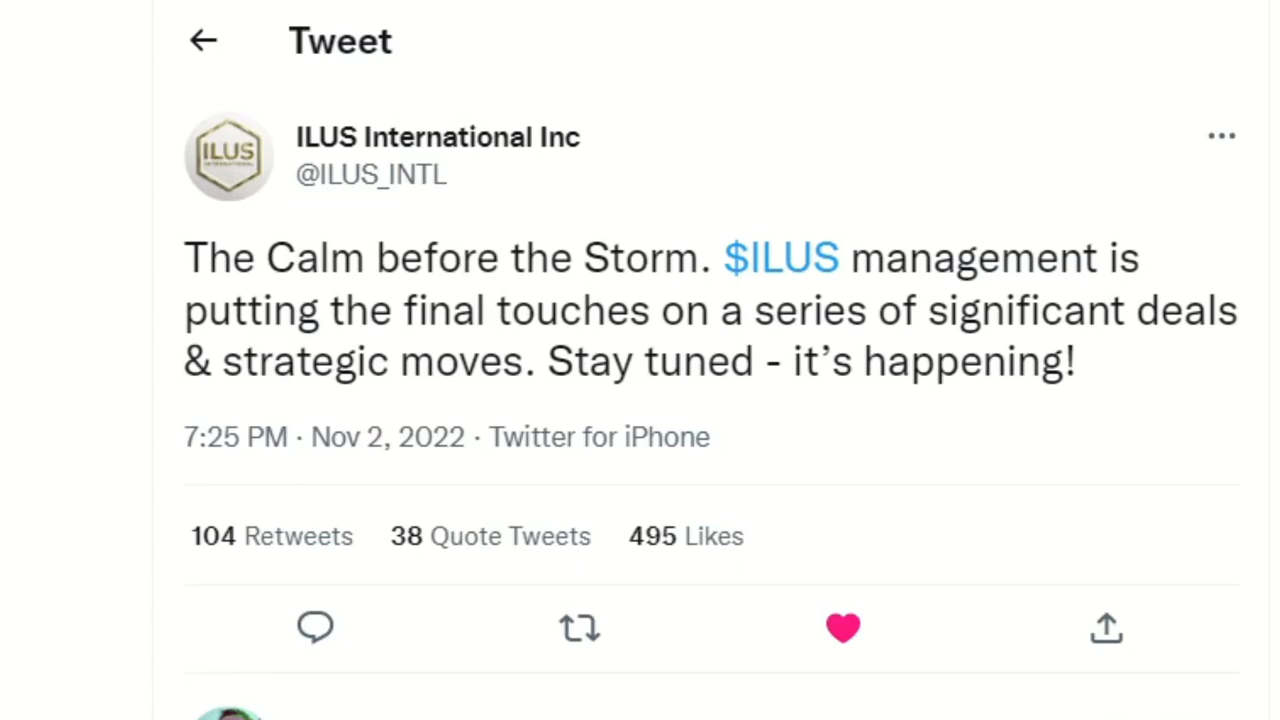 Tweet
ILUS
INTERNATIONAL
ILUS International Inc
@ILUS_INTL
The Calm before the Storm. $ILUS management is
putting the final touches on a series of significant deals
& strategic moves. Stay tuned - it’s happening!
7:25 PM · Nov 2, 2022 · Twitter for iPhone
104 Retweets 38 Quote Tweets 495 Likes